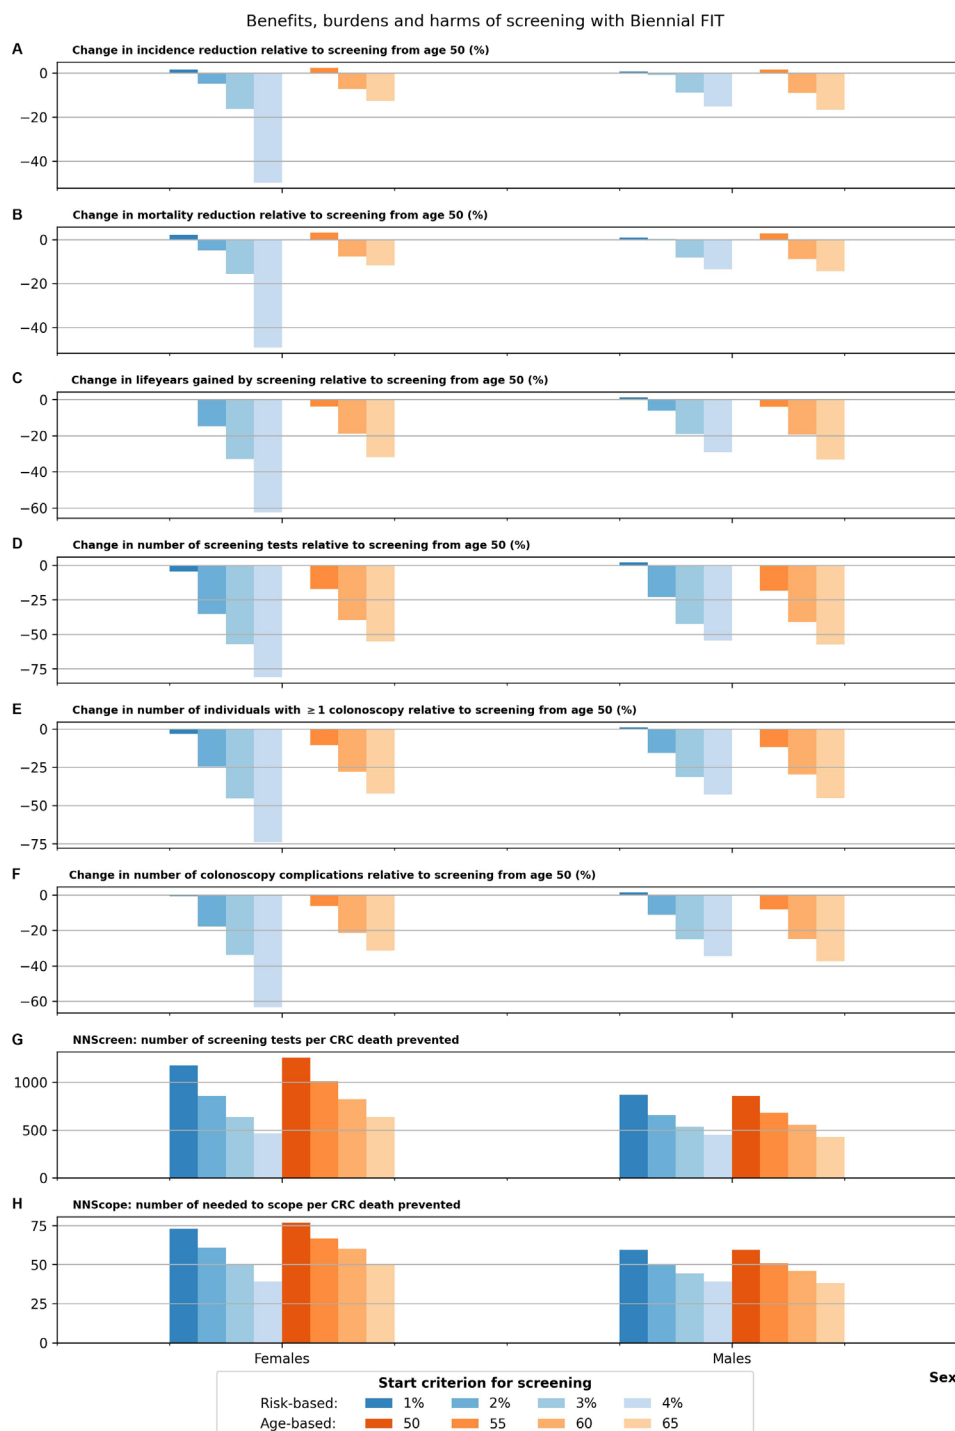 Benefits, burdens and harms of screening with Biennial FIT
A Change in incidence reduction relative to screening from age 50 (%)
0
−20
−40
B Change in mortality reduction relative to screening from age 50 (%)
0
−20
−40
C Change in lifeyears gained by screening relative to screening from age 50 (%)
0
−20
−40
−60
D Change in number of screening tests relative to screening from age 50 (%)
0
−25
−50
−75
E Change in number of individuals with ≥1 colonoscopy relative to screening from age 50 (%)
0
−25
−50
−75
F Change in number of colonoscopy complications relative to screening from age 50 (%)
0
−20
−40
−60
G NNScreen: number of screening tests per CRC death prevented
1000
500
0
H NNScope: number of needed to scope per CRC death prevented
75
50
25
0
Females Males
Sex
Start criterion for screening
Risk-based: 1% 2% 3% 4%
Age-based: 50 55 60 65